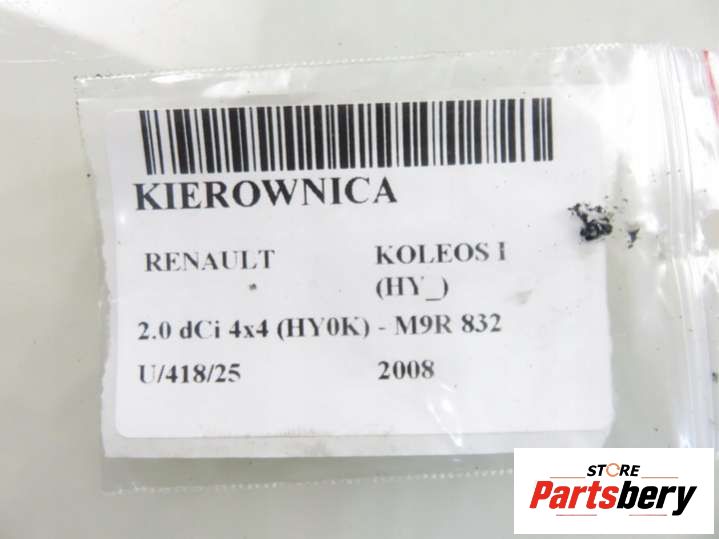 KIEROWNICA
RENAULT KOLEOS I
(HY_)
2.0 dCi 4x4 (HY0K) - M9R 832
U/418/25 2008
STORE
Partsbery